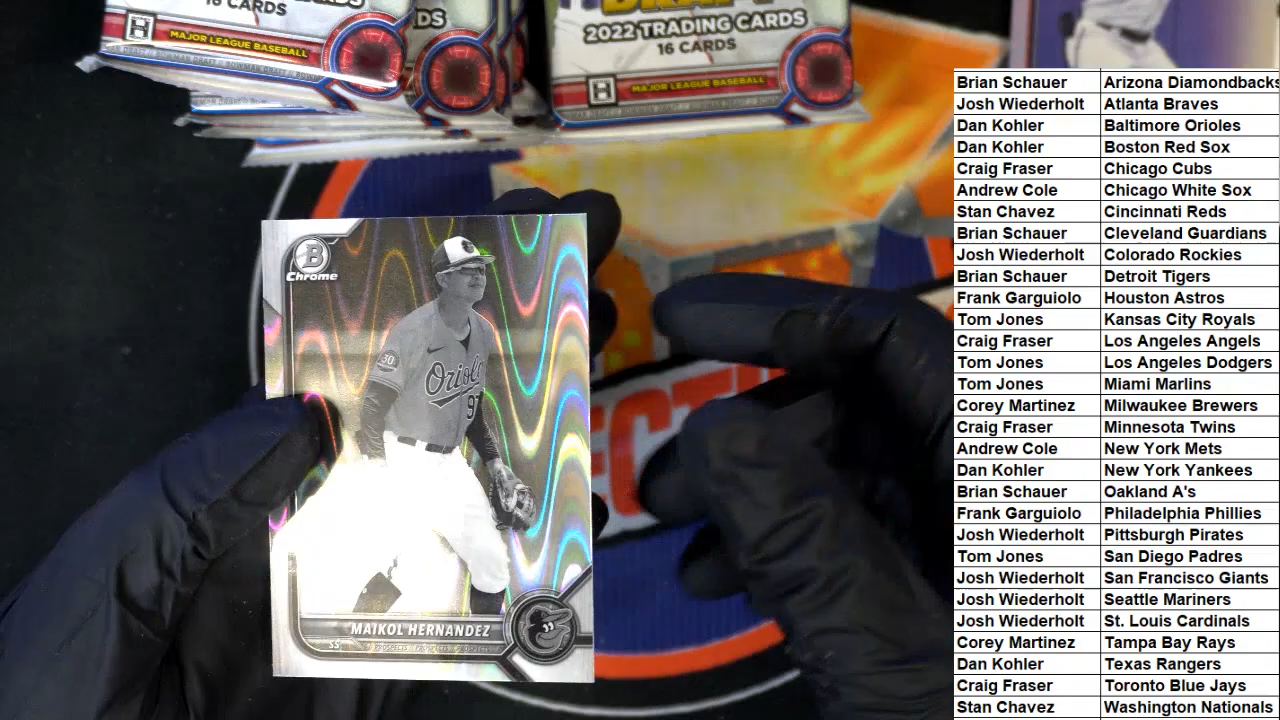 16 CARDS
MAJOR LEAGUE BASEBALL
DS
2022 TRADING CARDS
16 CARDS
MAJOR LEAGUE BASEBALL
B
Chrome
30
Orioles
97
MAIKOL HERNANDEZ
SS
PROSPECTS
ECT
Brian Schauer Arizona Diamondbacks
Josh Wiederholt Atlanta Braves
Dan Kohler Baltimore Orioles
Dan Kohler Boston Red Sox
Craig Fraser Chicago Cubs
Andrew Cole Chicago White Sox
Stan Chavez Cincinnati Reds
Brian Schauer Cleveland Guardians
Josh Wiederholt Colorado Rockies
Brian Schauer Detroit Tigers
Frank Garguiolo Houston Astros
Tom Jones Kansas City Royals
Craig Fraser Los Angeles Angels
Tom Jones Los Angeles Dodgers
Tom Jones Miami Marlins
Corey Martinez Milwaukee Brewers
Craig Fraser Minnesota Twins
Andrew Cole New York Mets
Dan Kohler New York Yankees
Brian Schauer Oakland A's
Frank Garguiolo Philadelphia Phillies
Josh Wiederholt Pittsburgh Pirates
Tom Jones San Diego Padres
Josh Wiederholt San Francisco Giants
Josh Wiederholt Seattle Mariners
Josh Wiederholt St. Louis Cardinals
Corey Martinez Tampa Bay Rays
Dan Kohler Texas Rangers
Craig Fraser Toronto Blue Jays
Stan Chavez Washington Nationals